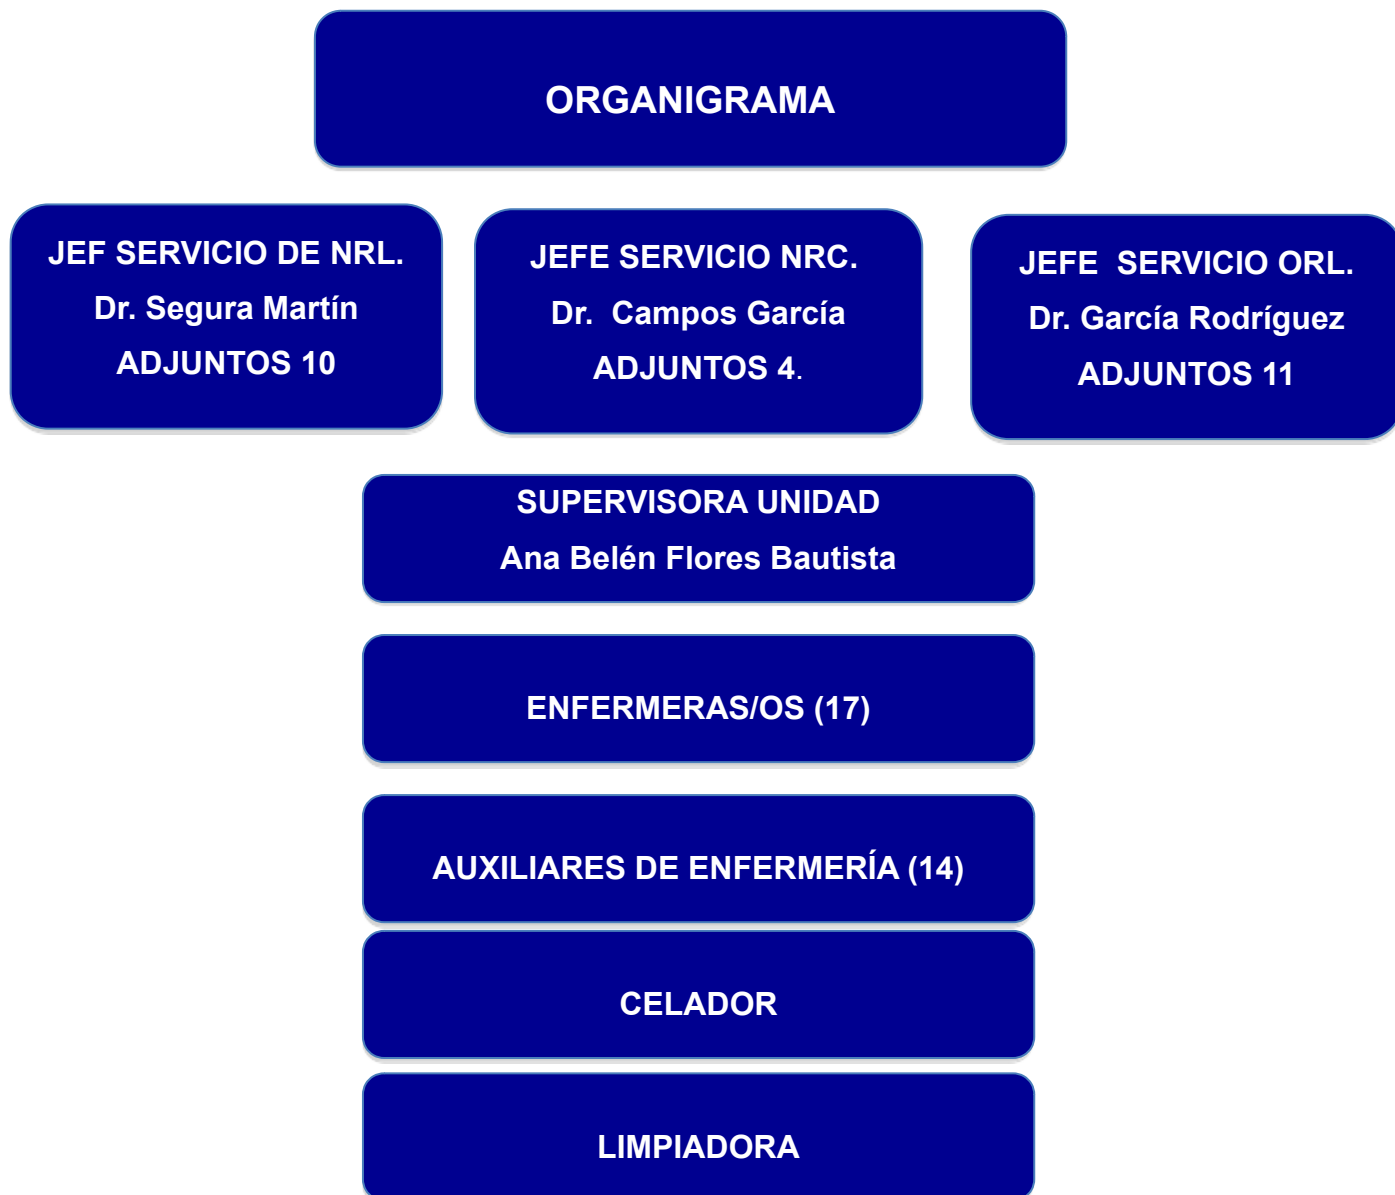 ORGANIGRAMA
JEF SERVICIO DE NRL.
Dr. Segura Martín
ADJUNTOS 10
JEFE SERVICIO NRC.
Dr. Campos García
ADJUNTOS 4.
JEFE SERVICIO ORL.
Dr. García Rodríguez
ADJUNTOS 11
SUPERVISORA UNIDAD
Ana Belén Flores Bautista
ENFERMERAS/OS (17)
AUXILIARES DE ENFERMERÍA (14)
CELADOR
LIMPIADORA